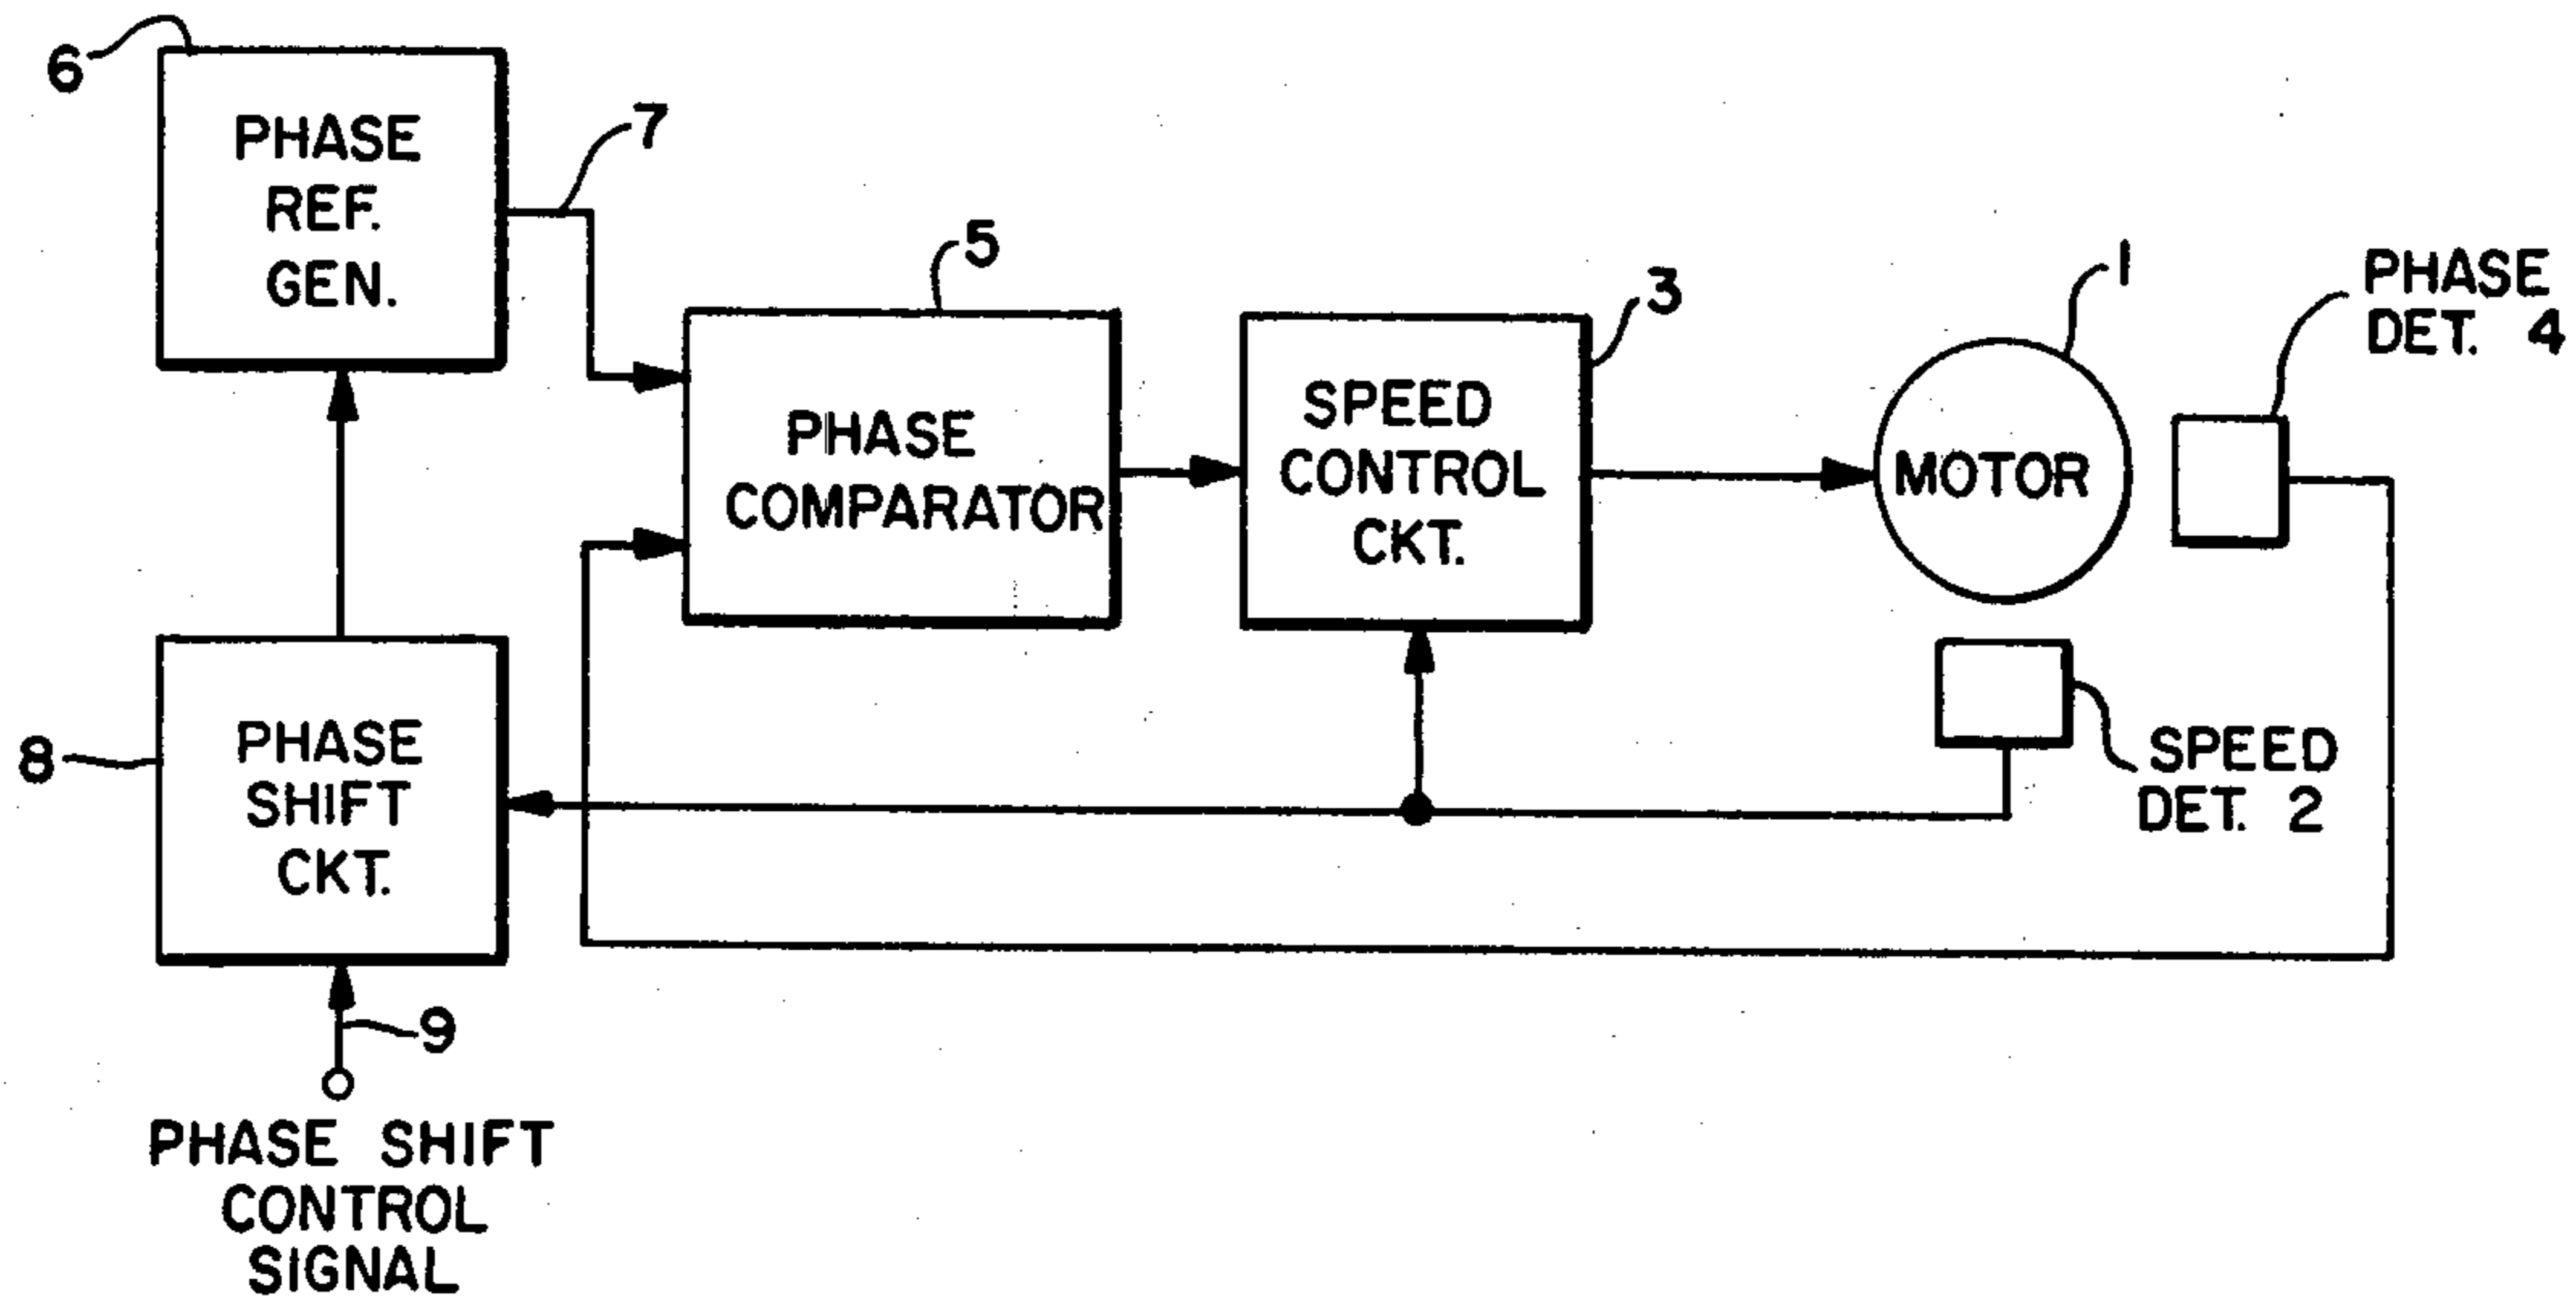 6
PHASE
REF.
GEN.
7
5
PHASE
COMPARATOR
3
SPEED
CONTROL
CKT.
1
MOTOR
PHASE
DET. 4
SPEED
DET. 2
8
PHASE
SHIFT
CKT.
9
PHASE SHIFT
CONTROL
SIGNAL